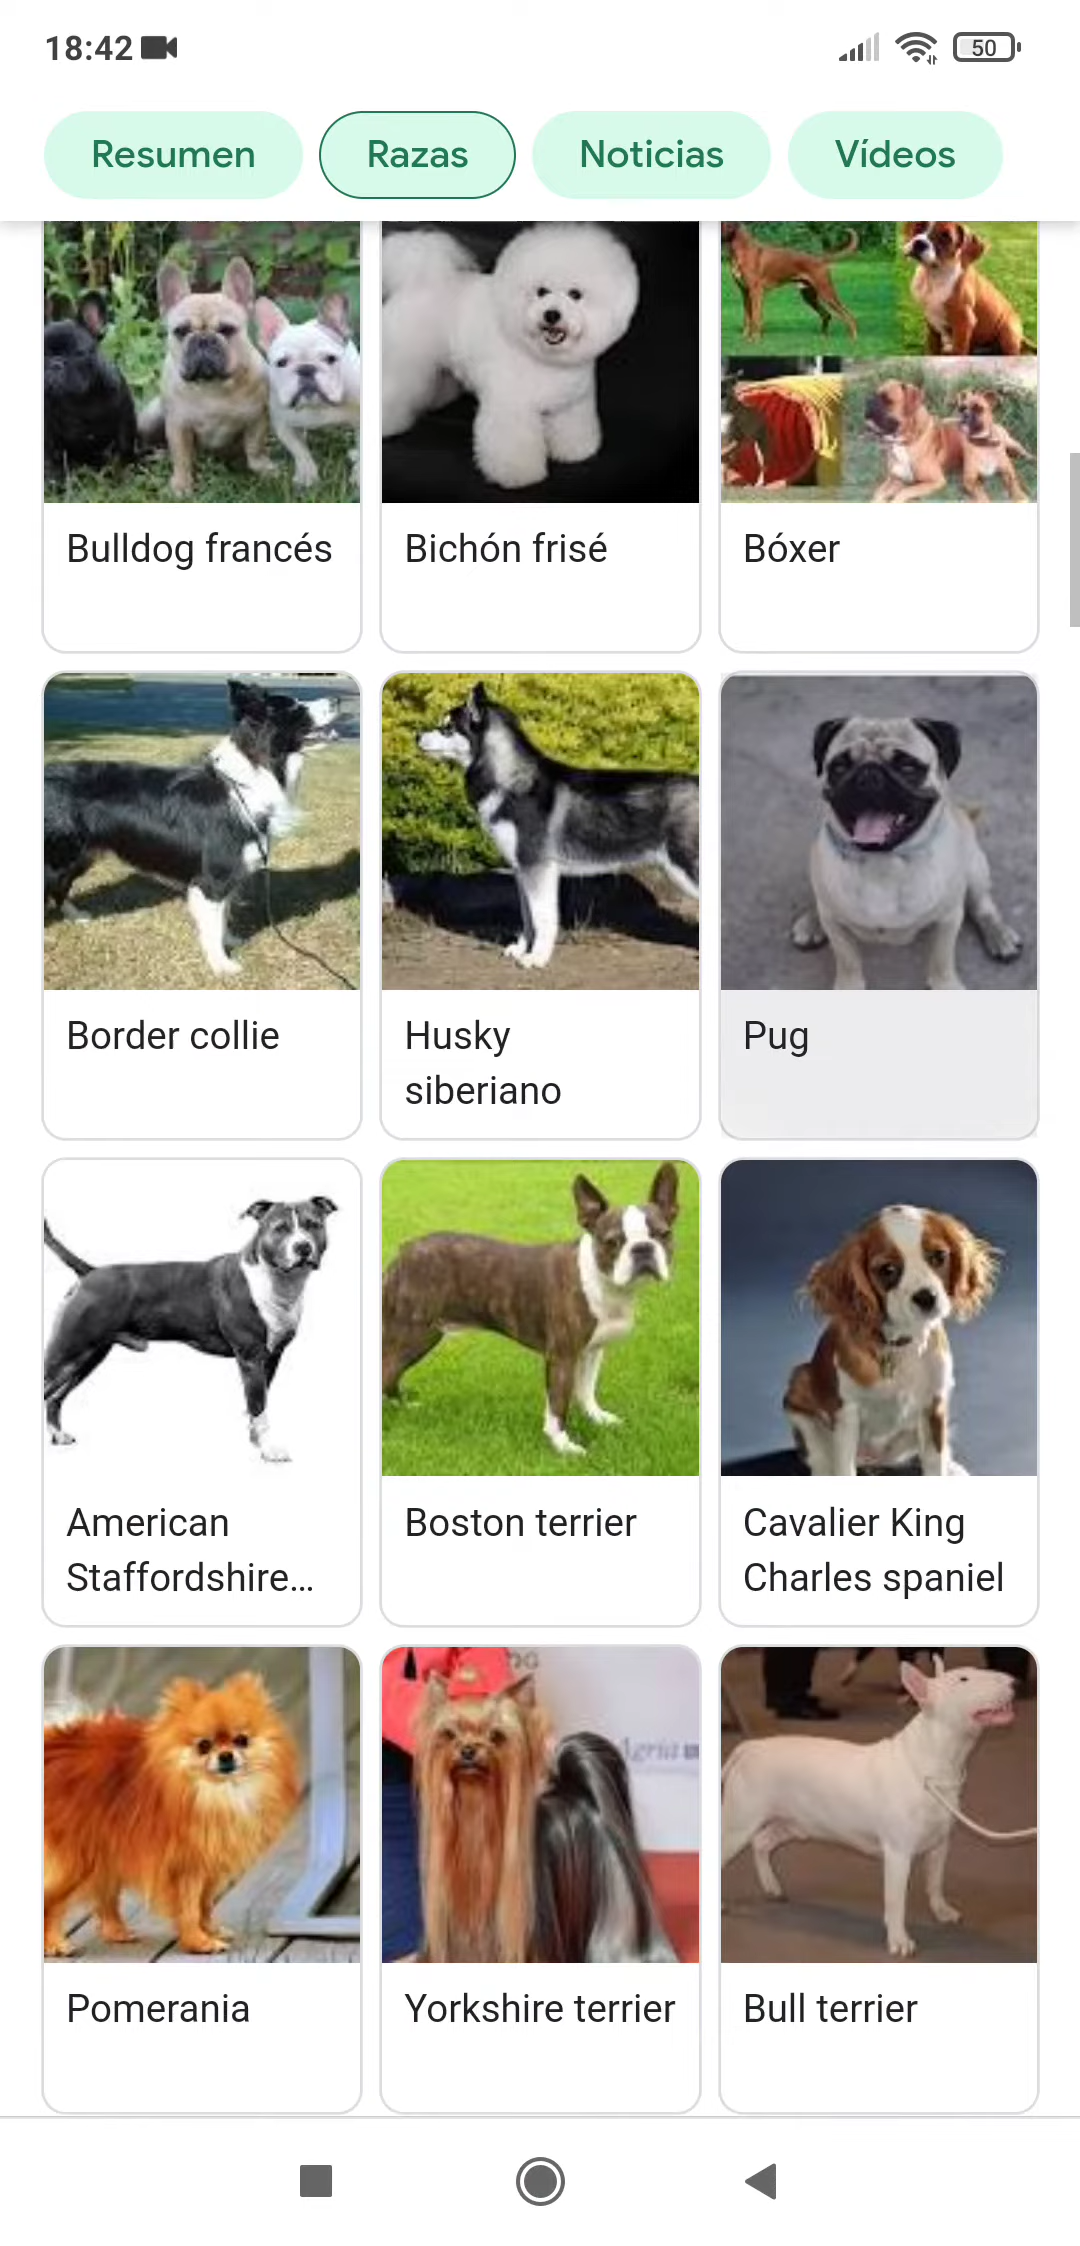 18:42
50
Resumen
Razas
Noticias
Vídeos
Bulldog francés
Bichón frisé
Bóxer
Border collie
Husky
siberiano
Pug
American
Staffordshire...
Boston terrier
Cavalier King
Charles spaniel
Agria
Pomerania
Yorkshire terrier
Bull terrier